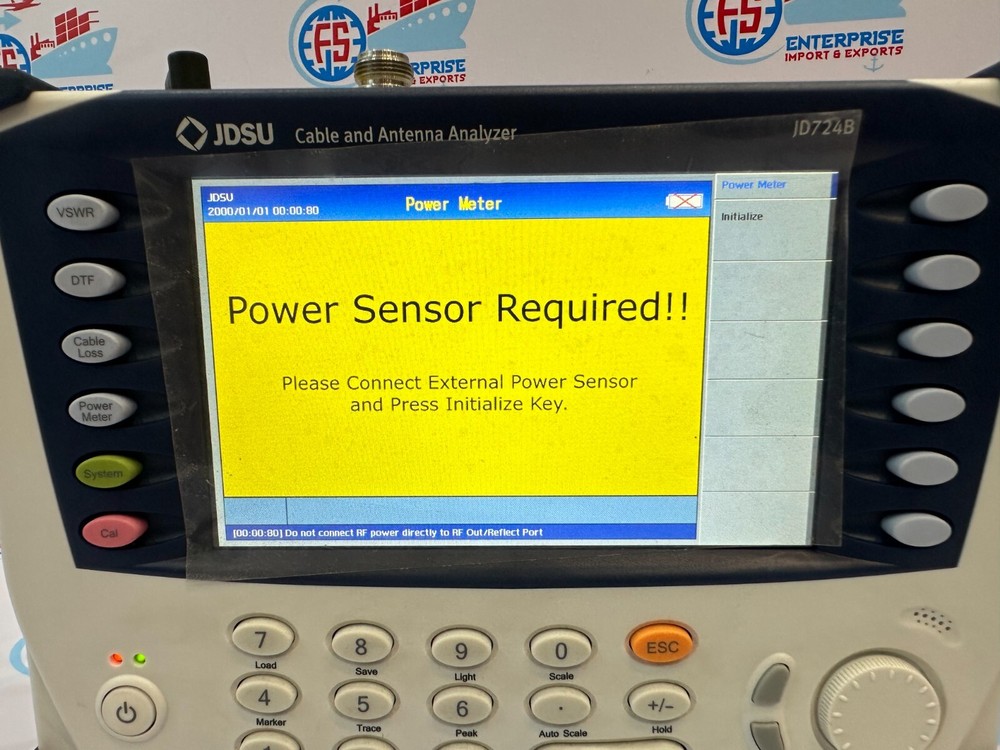 EFS
ENTERPRISE
IMPORT & EXPORTS
EFS
ENTERPRISE
IMPORT & EXPORTS
ENTERPRISE
JDSU Cable and Antenna Analyzer
JD724B
VSWR
DTF
Cable
Loss
Power
Meter
System
Cal
JDSU
2000/01/01 00:00:80
Power Meter
Power Sensor Required!!
Please Connect External Power Sensor
and Press Initialize Key.
[00:00:80] Do not connect RF power directly to RF Out/Reflect Port
Power Meter
Initialize
7
Load
8
Save
9
Light
0
Scale
ESC
4
Marker
5
Trace
6
Peak
.
Auto Scale
+/-
Hold